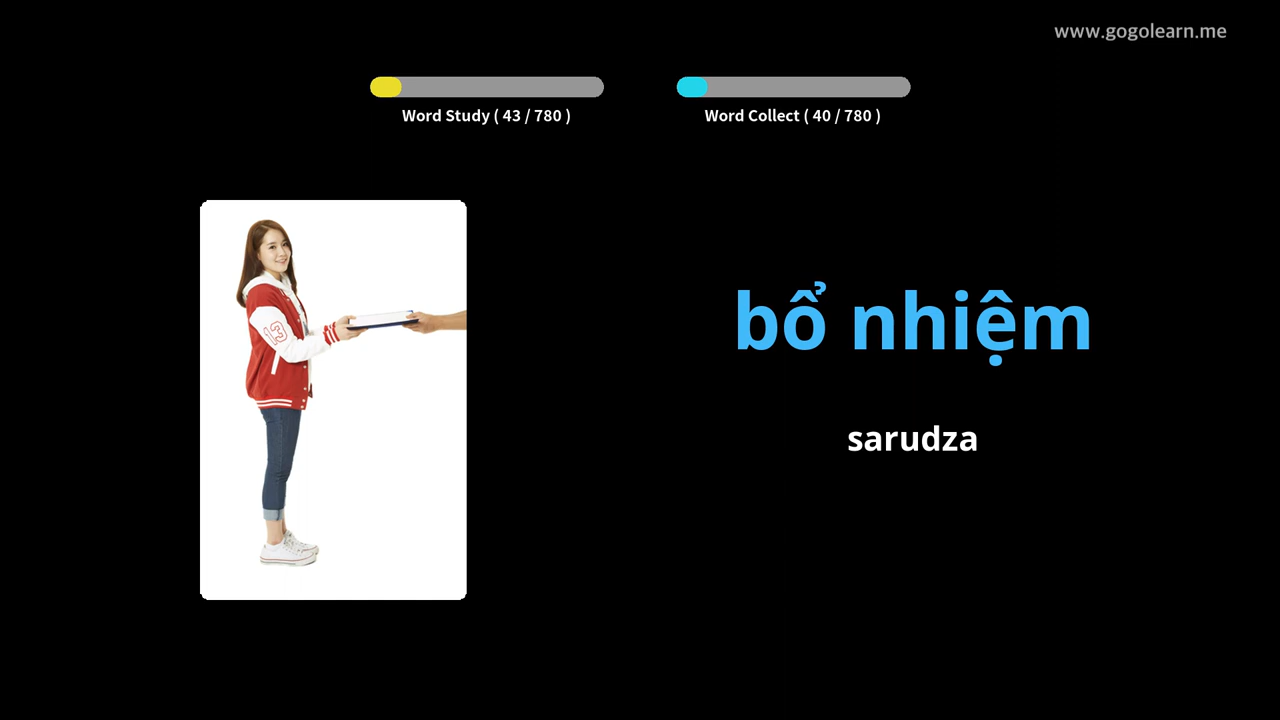 www.gogolearn.me
Word Study ( 43 / 780 )
Word Collect ( 40 / 780 )
13
bổ nhiệm
sarudza